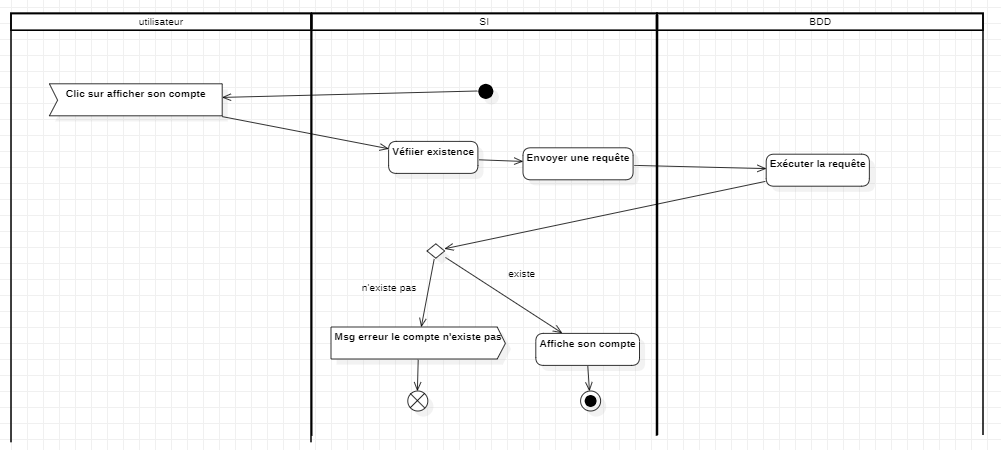 utilisateur
SI
BDD
Clic sur afficher son compte
Véfiier existence
Envoyer une requête
Exécuter la requête
existe
n'existe pas
Msg erreur le compte n'existe pas
Affiche son compte